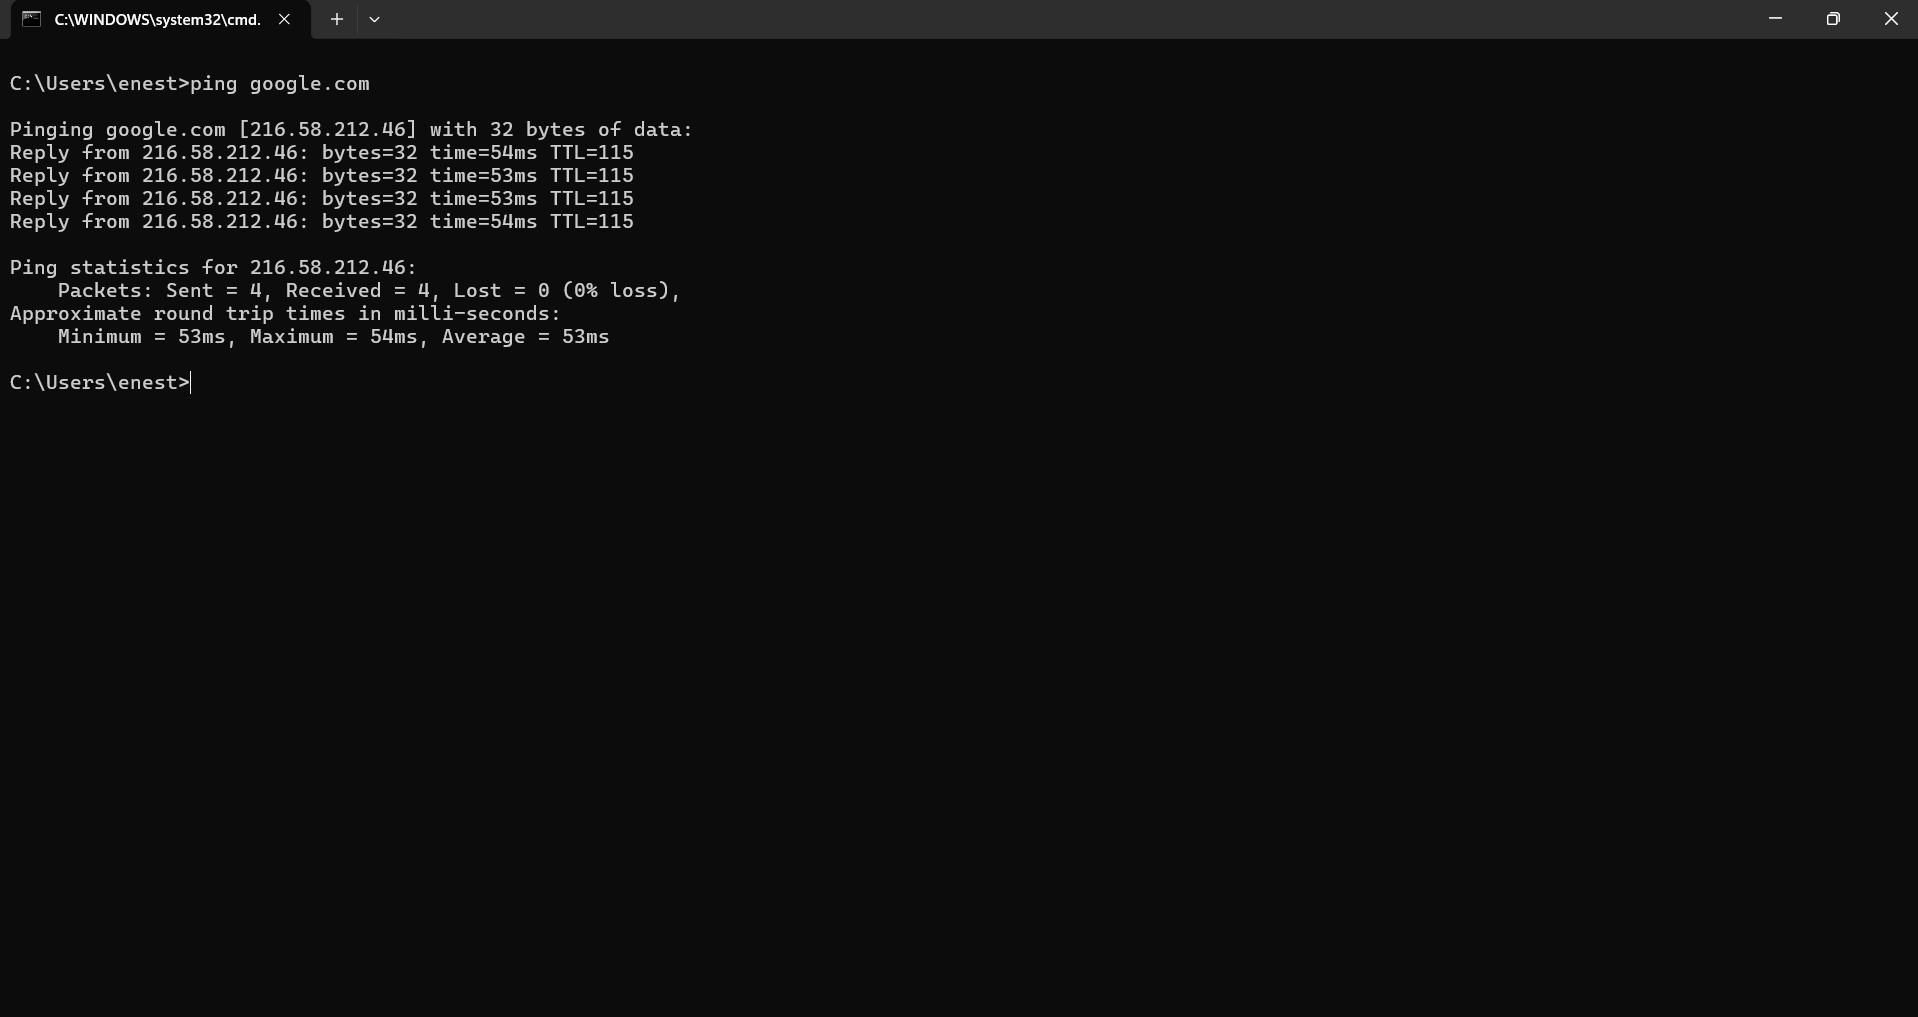 C:\WINDOWS\system32\cmd.
C:\Users\enest>ping google.com
Pinging google.com [216.58.212.46] with 32 bytes of data:
Reply from 216.58.212.46: bytes=32 time=54ms TTL=115
Reply from 216.58.212.46: bytes=32 time=53ms TTL=115
Reply from 216.58.212.46: bytes=32 time=53ms TTL=115
Reply from 216.58.212.46: bytes=32 time=54ms TTL=115
Ping statistics for 216.58.212.46:
    Packets: Sent = 4, Received = 4, Lost = 0 (0% loss),
Approximate round trip times in milli-seconds:
    Minimum = 53ms, Maximum = 54ms, Average = 53ms
C:\Users\enest>